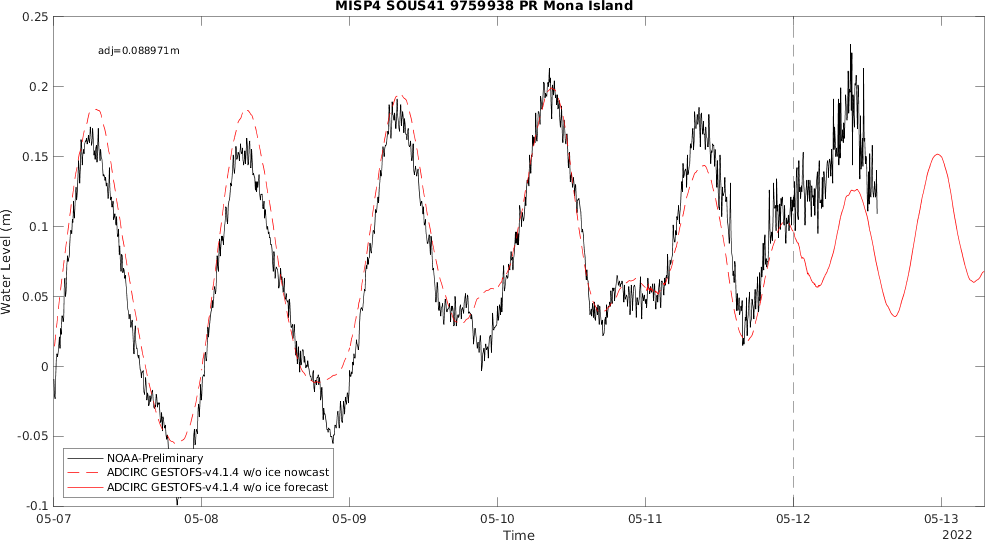 MISP4 SOUS41 9759938 PR Mona Island
adj=0.088971m
Water Level (m)
0.25
0.2
0.15
0.1
0.05
0
-0.05
-0.1
NOAA-Preliminary
ADCIRC GESTOFS-v4.1.4 w/o ice nowcast
ADCIRC GESTOFS-v4.1.4 w/o ice forecast
05-07 05-08 05-09 05-10 05-11 05-12 05-13
Time
2022